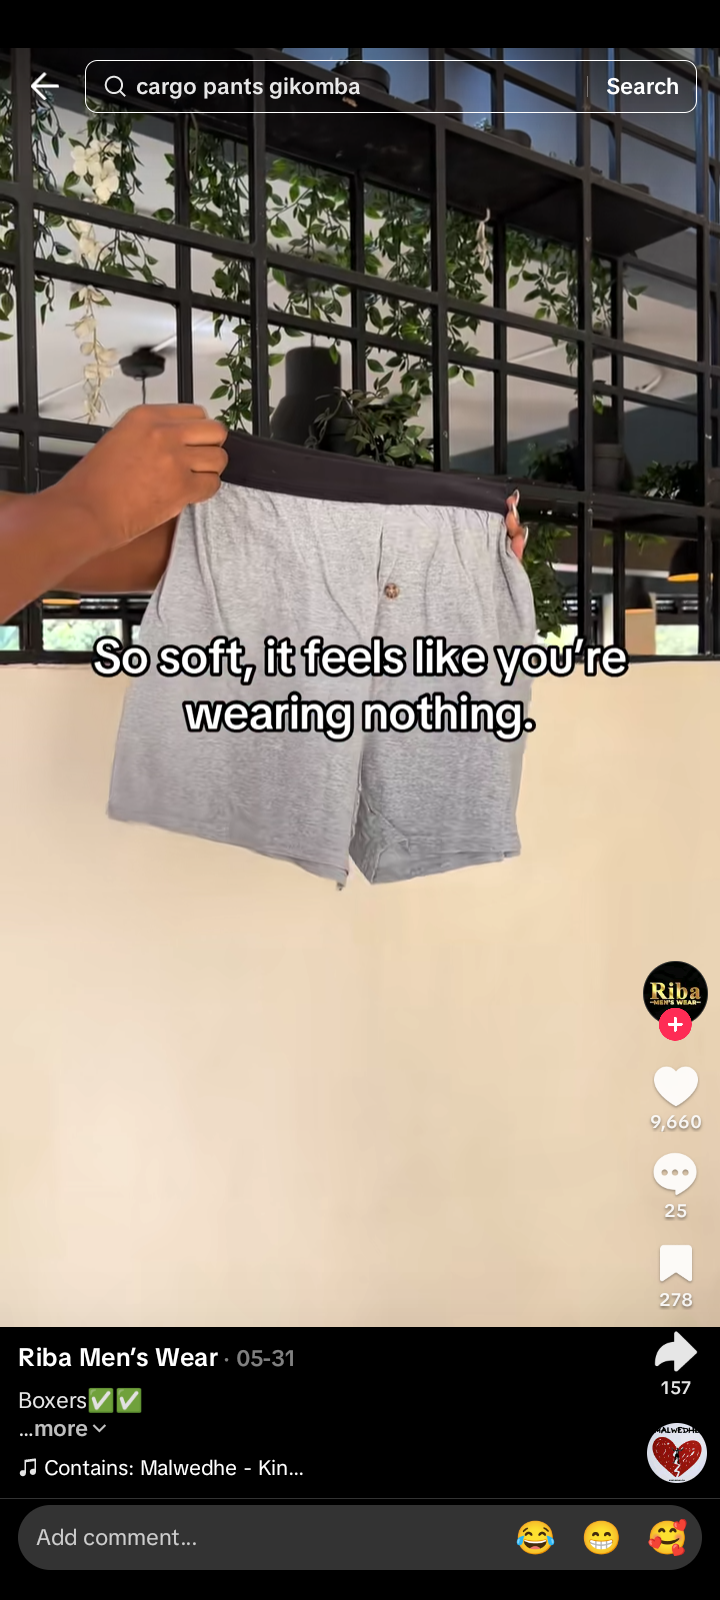 cargo pants gikomba
Search
So soft, it feels like you're
wearing nothing.
Riba
MEN'S WEAR
9,660
25
278
Riba Men's Wear · 05-31
157
Boxers✅✅
...more
MALWEDHE
Contains: Malwedhe - Kin...
Add comment...